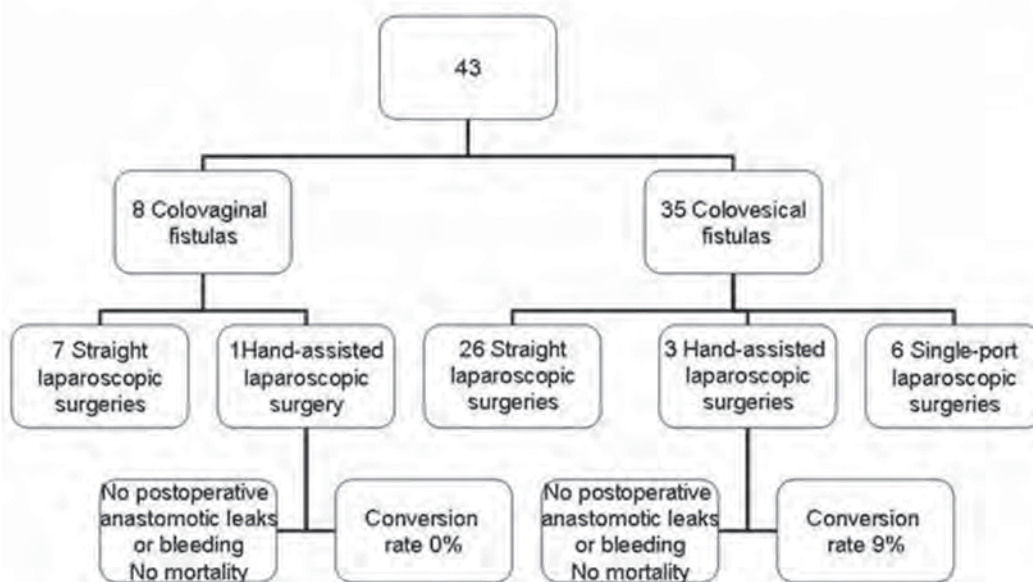 43
8 Colovaginal
fistulas
35 Colovesical
fistulas
7 Straight
laparoscopic
surgeries
1Hand-assisted
laparoscopic
surgery
26 Straight
laparoscopic
surgeries
3 Hand-assisted
laparoscopic
surgeries
6 Single-port
laparoscopic
surgeries
No postoperative
anastomotic leaks
or bleeding
No mortality
Conversion
rate 0%
No postoperative
anastomotic leaks
or bleeding
No mortality
Conversion
rate 9%